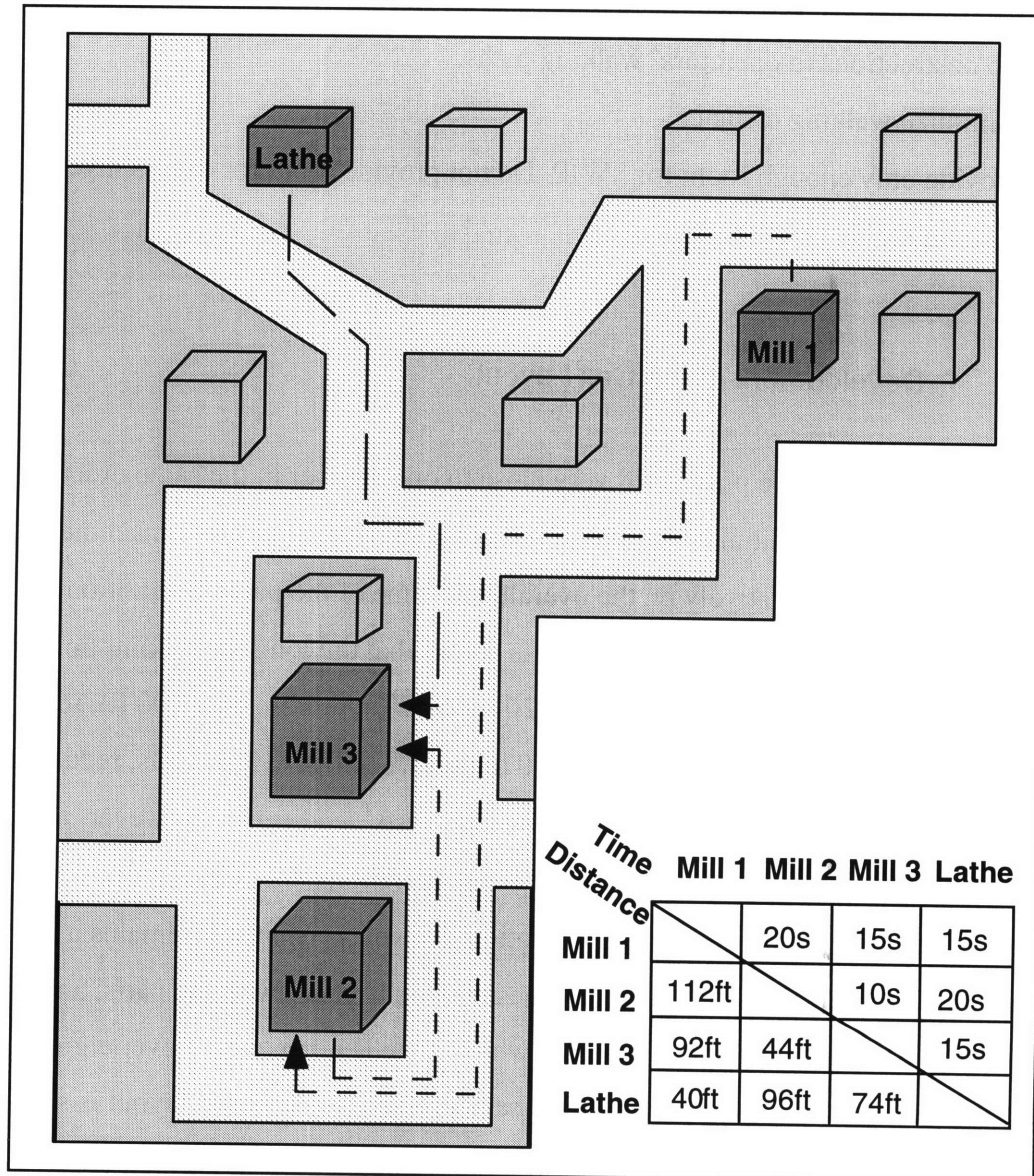 Lathe
Mill 1
Mill 3
Mill 2
Time
Distance
Mill 1 Mill 2 Mill 3 Lathe
Mill 1 20s 15s 15s
Mill 2 112ft 10s 20s
Mill 3 92ft 44ft 15s
Lathe 40ft 96ft 74ft